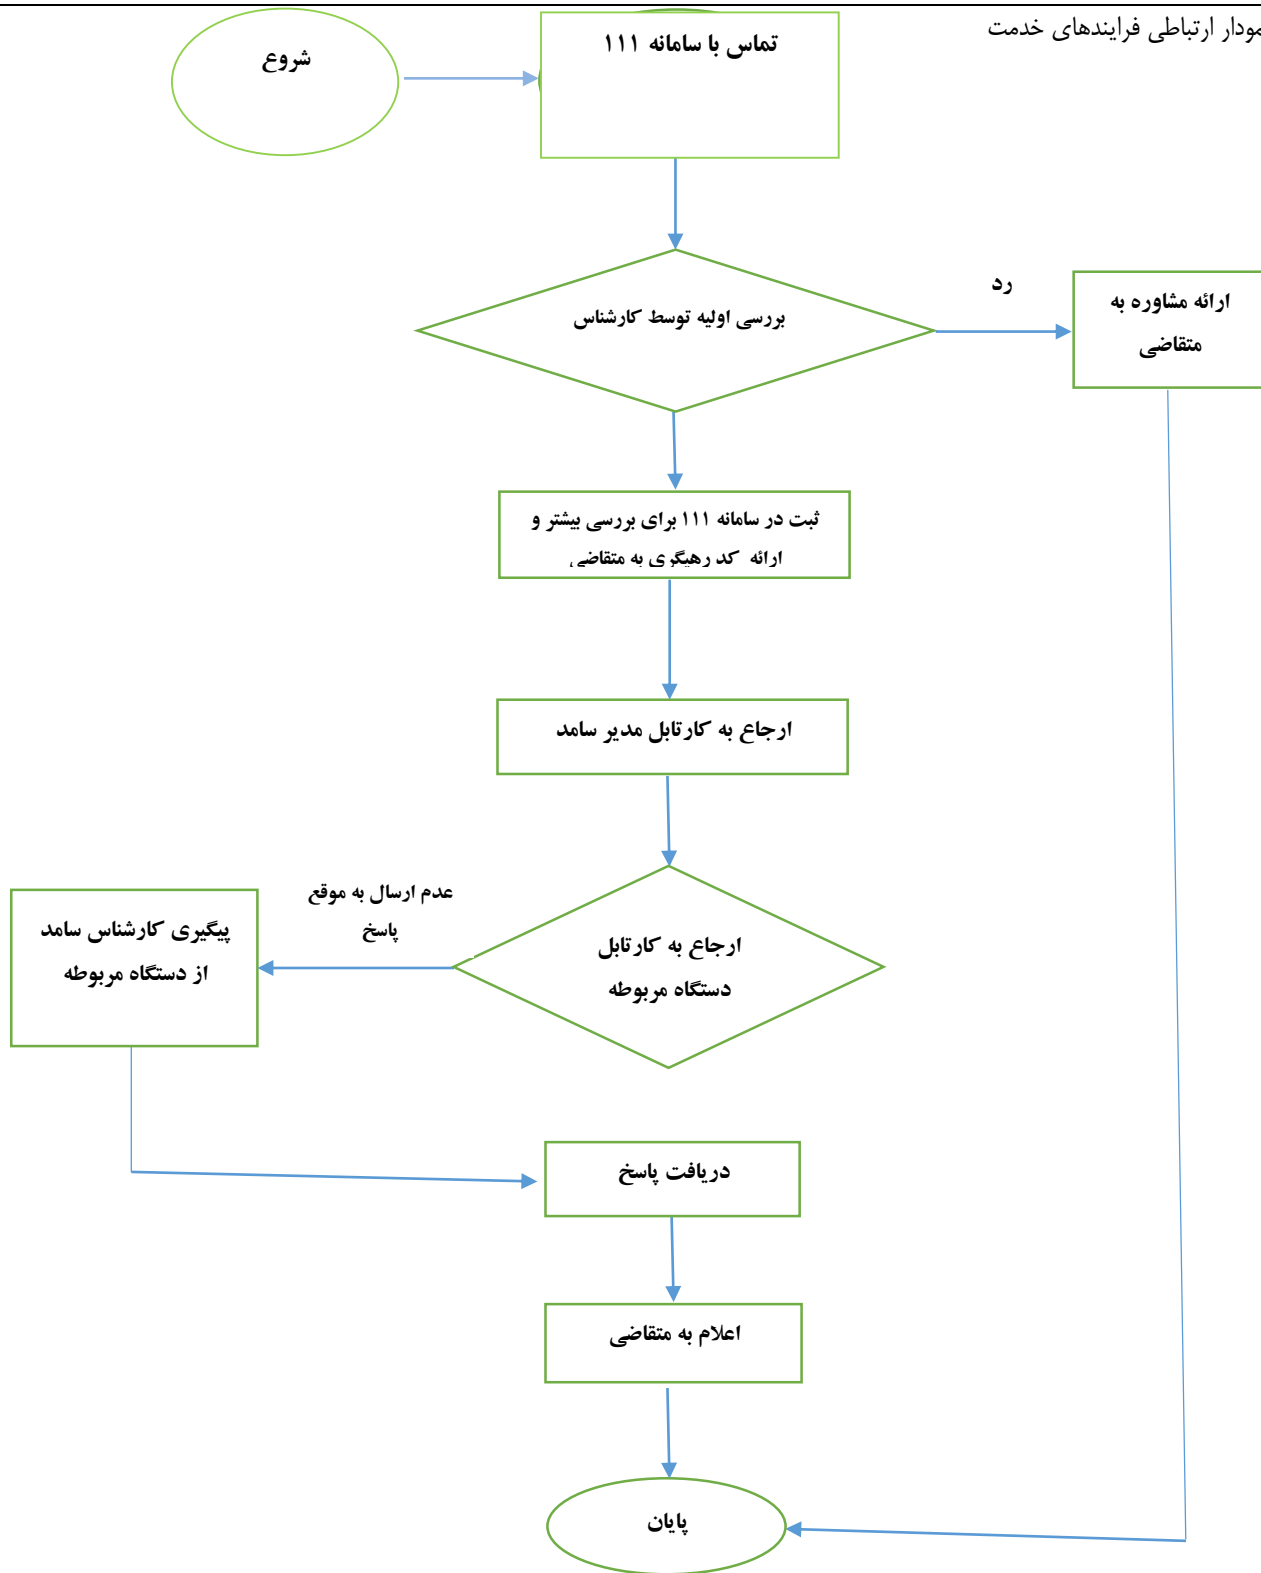 مودار ارتباطی فرایندهای خدمت
شروع
تماس با سامانه ۱۱۱
بررسی اولیه توسط کارشناس
رد
ارائه مشاوره به
متقاضی
ثبت در سامانه ۱۱۱ برای بررسی بیشتر و
ارائه کد رهیگری به متقاضی
ارجاع به کارتابل مدیر سامد
ارجاع به کارتابل
دستگاه مربوطه
عدم ارسال به موقع
پاسخ
پیگیری کارشناس سامد
از دستگاه مربوطه
دریافت پاسخ
اعلام به متقاضی
پایان